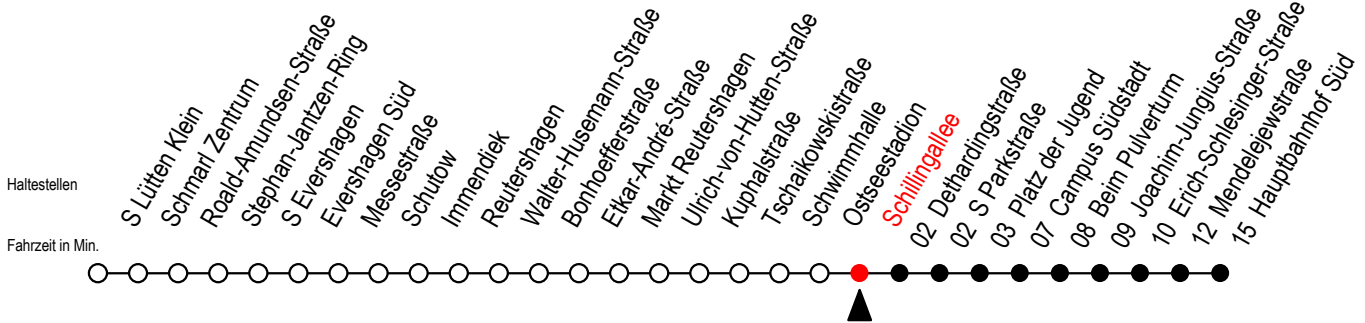 Haltestellen
Fahrzeit in Min.
S Lütten Klein
Schmarl Zentrum
Roald-Amundsen-Straße
Stephan-Jantzen-Ring
S Evershagen
Evershagen Süd
Messestraße
Schutow
Immendiek
Reutershagen
Walter-Husemann-Straße
Bonhoefferstraße
Etkar-André-Straße
Markt Reutershagen
Ulrich-von-Hutten-Straße
Kuphalstraße
Tschaikowskistraße
Schwimmhalle
Ostseestadion
Schillingallee
02 Dethardingstraße
02 S Parkstraße
03 Platz der Jugend
07 Campus Südstadt
08 Beim Pulverturm
09 Joachim-Jungius-Straße
10 Erich-Schlesinger-Straße
12 Mendelejewstraße
15 Hauptbahnhof Süd